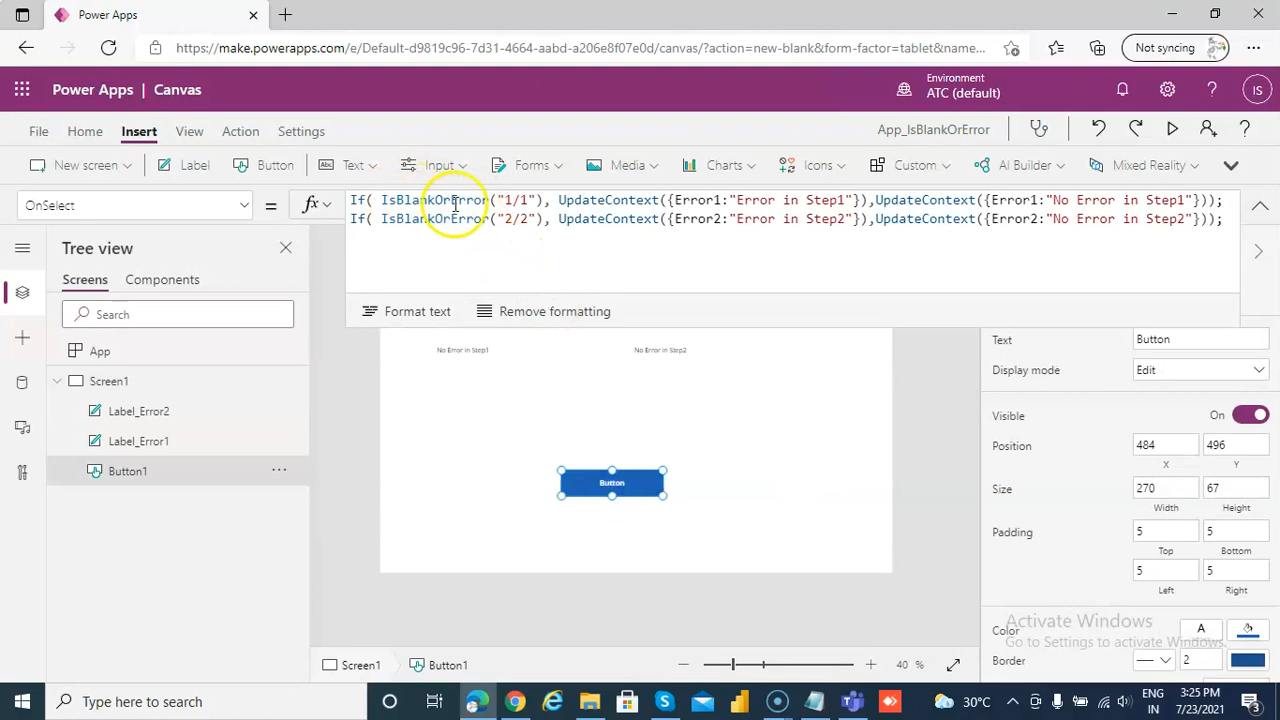 Power Apps
https://make.powerapps.com/e/Default-d9819c96-7d31-4664-aabd-a206e8f07e0d/canvas/?action=new-blank&form-factor=tablet&name...
Not syncing
Power Apps | Canvas
Environment
ATC (default)
IS
File Home Insert View Action Settings
App_IsBlankOrError
New screen Label Button Abc Text Input Forms Media Charts Icons Custom AI Builder Mixed Reality
OnSelect = fx
If( IsBlankOrError("1/1"), UpdateContext({Error1:"Error in Step1"}),UpdateContext({Error1:"No Error in Step1"}));
If( IsBlankOrError("2/2"), UpdateContext({Error2:"Error in Step2"}),UpdateContext({Error2:"No Error in Step2"}));
Format text Remove formatting
Tree view
Screens Components
Search
App
Screen1
Label_Error2
Label_Error1
Button1
No Error in Step1 No Error in Step2
Button
Text Button
Display mode Edit
Visible On
Position 484 496
X Y
Size 270 67
Width Height
Padding 5 5
Top Bottom
5 5
Left Right
Color A
Border 2
Activate Windows
Go to Settings to activate Windows.
Screen1 Button1
40 %
Type here to search
30°C
ENG
IN
3:25 PM
7/23/2021
3